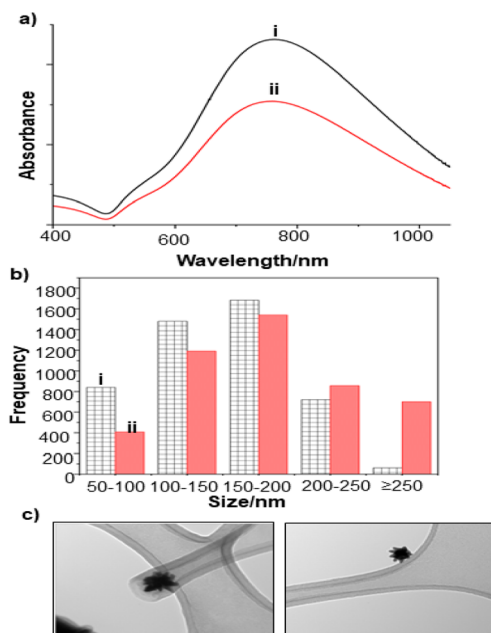 a)
i
ii
Absorbance
400
600
800
1000
Wavelength/nm
b)
1800
1600
1400
1200
1000
800
600
400
200
0
Frequency
i
ii
50-100
100-150
150-200
200-250
≥250
Size/nm
c)